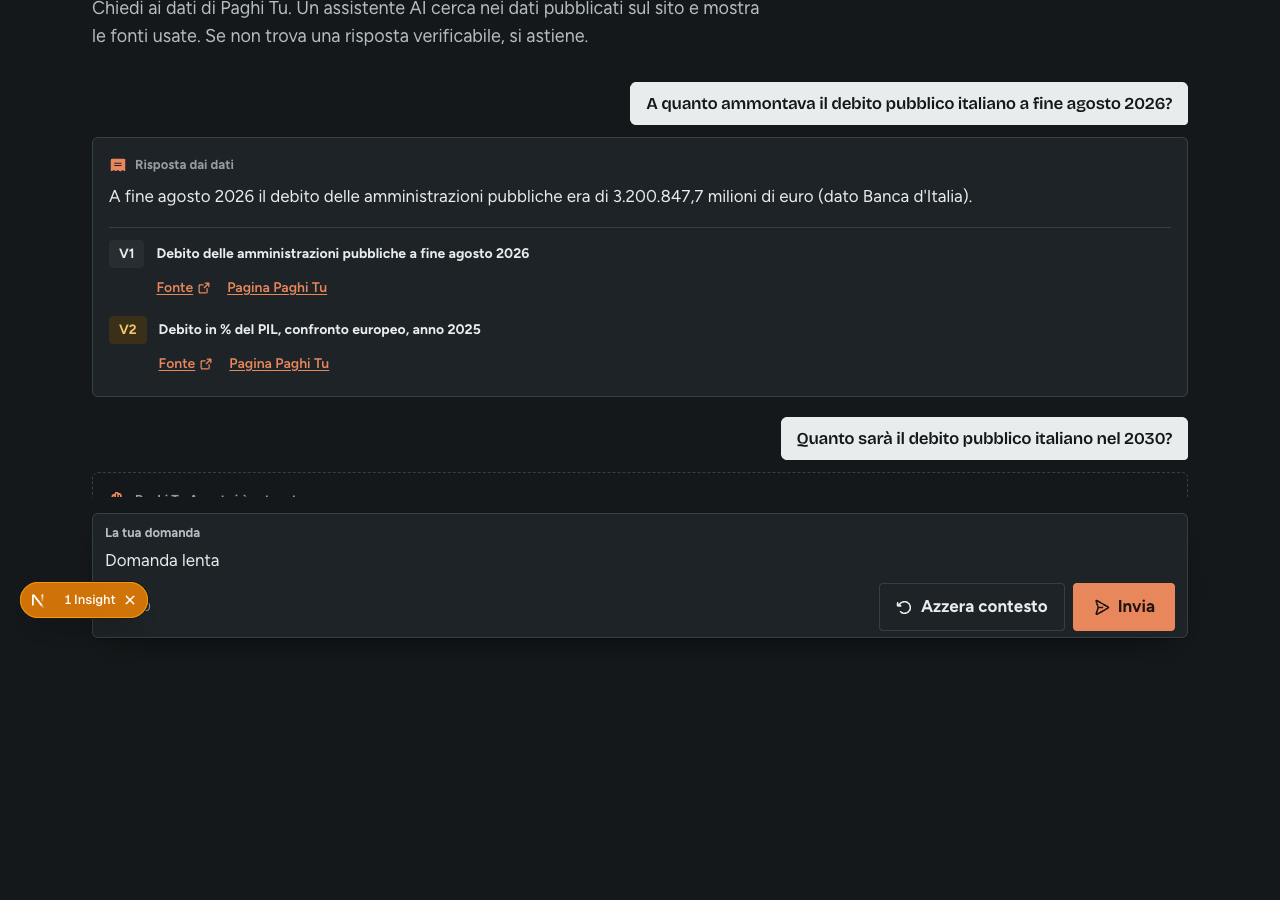 Chiedi ai dati di Paghi Tu. Un assistente AI cerca nei dati pubblicati sul sito e mostra
le fonti usate. Se non trova una risposta verificabile, si astiene.
A quanto ammontava il debito pubblico italiano a fine agosto 2026?
Risposta dai dati
A fine agosto 2026 il debito delle amministrazioni pubbliche era di 3.200.847,7 milioni di euro (dato Banca d'Italia).
V1 Debito delle amministrazioni pubbliche a fine agosto 2026
Fonte Pagina Paghi Tu
V2 Debito in % del PIL, confronto europeo, anno 2025
Fonte Pagina Paghi Tu
Quanto sarà il debito pubblico italiano nel 2030?
La tua domanda
Domanda lenta
1 Insight
Azzera contesto
Invia